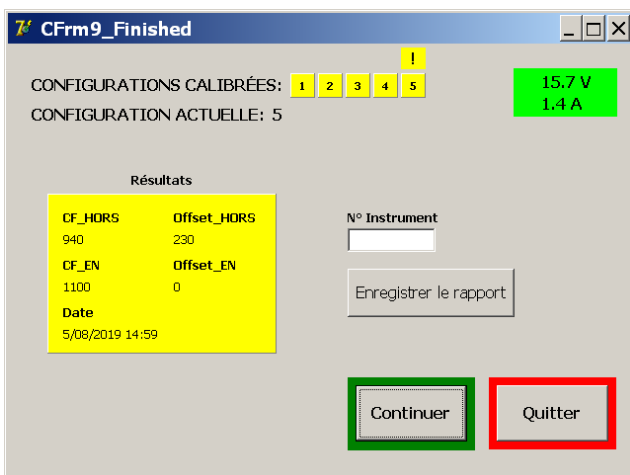 CFrm9_Finished
!
CONFIGURATIONS CALIBRÉES: 1 2 3 4 5
15.7 V
1.4 A
CONFIGURATION ACTUELLE: 5
Résultats
CF_HORS Offset_HORS
940 230
CF_EN Offset_EN
1100 0
Date
5/08/2019 14:59
Nº Instrument
Enregistrer le rapport
Continuer
Quitter